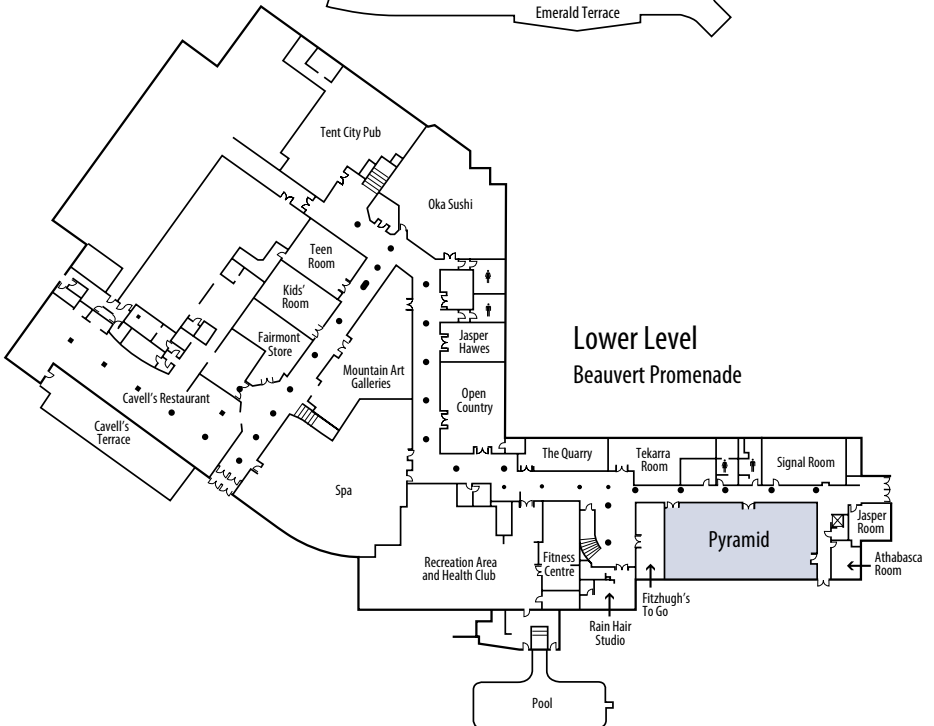 Emerald Terrace
Tent City Pub
Oka Sushi
Teen
Room
Kids'
Room
Fairmont
Store
Jasper
Hawes
Mountain Art
Galleries
Open
Country
Cavell's Restaurant
Cavell's
Terrace
Lower Level
Beauvert Promenade
Spa
The Quarry
Tekarra
Room
Signal Room
Jasper
Room
Pyramid
Recreation Area
and Health Club
Fitness
Centre
Athabasca
Room
Fitzhugh's
To Go
Rain Hair
Studio
Pool